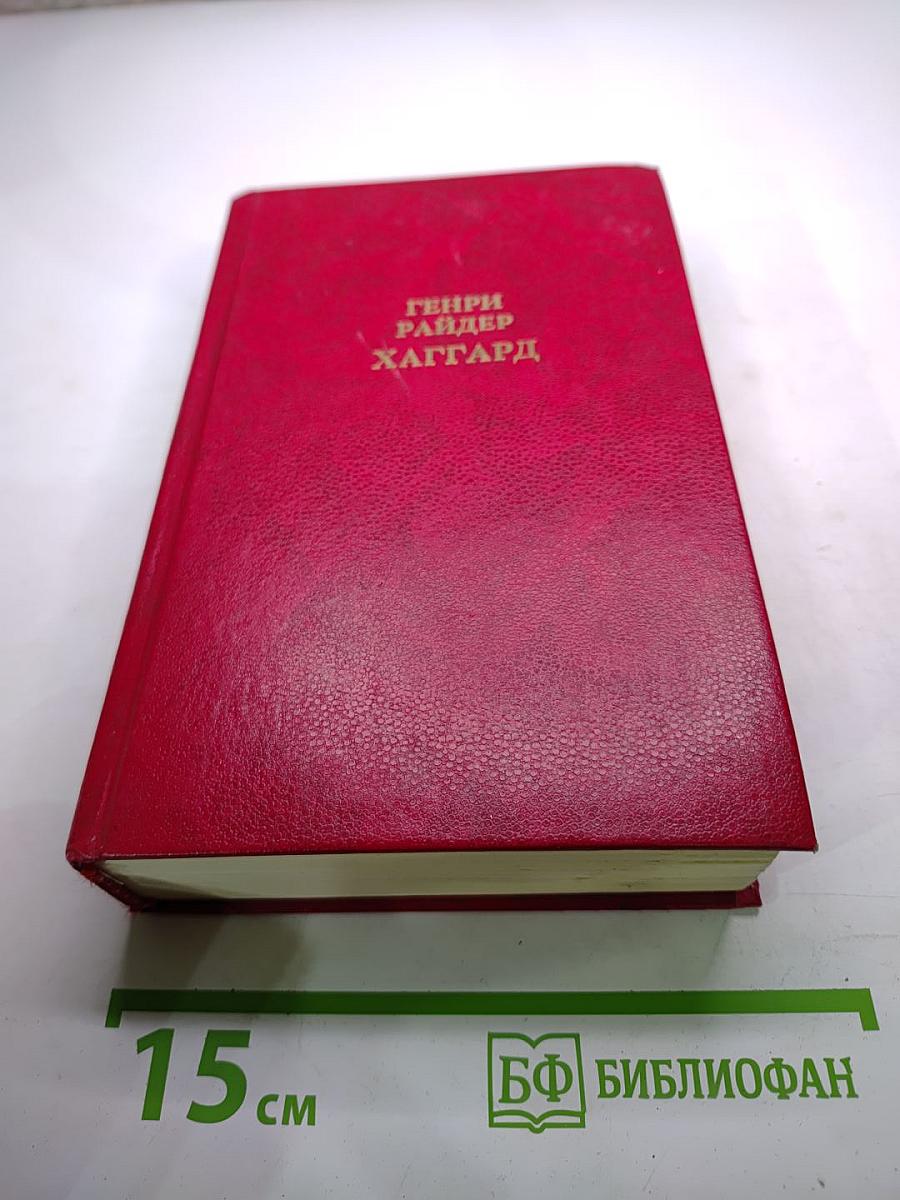 ГЕНРИ
РАЙДЕР
ХАГГАРД
15 см
БФ БИБЛИОФАН